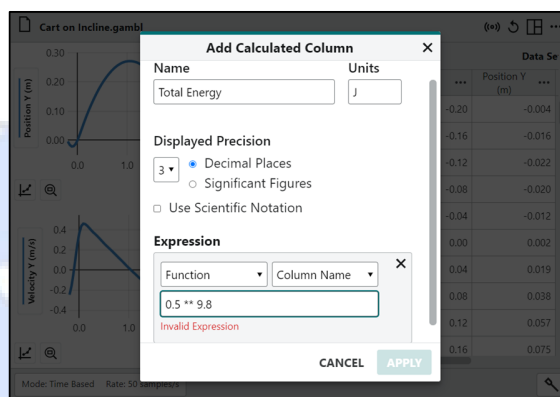 Cart on Incline.gambl
Add Calculated Column
Name
Units
Total Energy
J
Displayed Precision
3
Decimal Places
Significant Figures
Use Scientific Notation
Expression
Function
Column Name
0.5 ** 9.8
Invalid Expression
CANCEL
APPLY
Position Y (m)
0.30
0.20
0.10
0.00
0.0
1.0
Velocity Y (m/s)
0.4
0.2
0.0
-0.2
-0.4
0.0
1.0
Data Se
Position Y
(m)
-0.20 -0.004
-0.16 -0.016
-0.12 -0.022
-0.08 -0.020
-0.04 -0.012
0.00 0.002
0.04 0.019
0.08 0.038
0.12 0.057
0.16 0.075
Mode: Time Based Rate: 50 samples/s